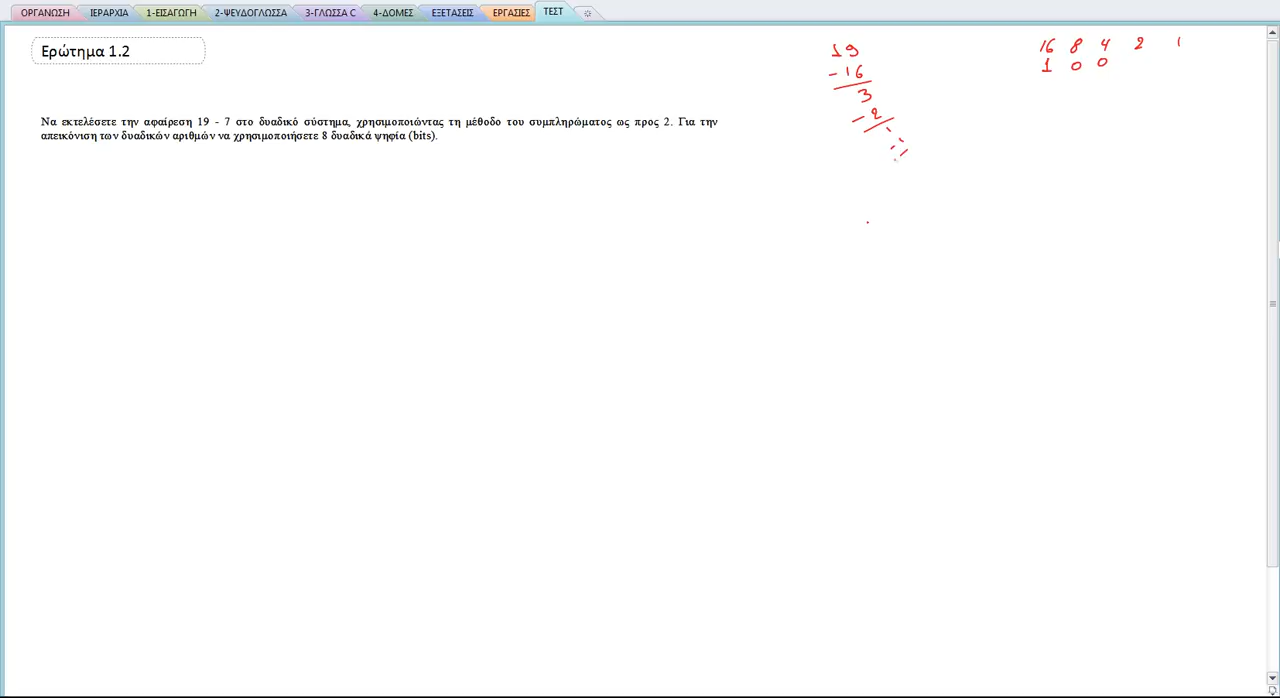 ΟΡΓΑΝΩΣΗ ΙΕΡΑΡΧΙΑ 1-ΕΙΣΑΓΩΓΗ 2-ΨΕΥΔΟΓΛΩΣΣΑ 3-ΓΛΩΣΣΑ C 4-ΔΟΜΕΣ ΕΞΕΤΑΣΕΙΣ ΕΡΓΑΣΙΕΣ ΤΕΣΤ
Ερώτημα 1.2
Να εκτελέσετε την αφαίρεση 19 - 7 στο δυαδικό σύστημα, χρησιμοποιώντας τη μέθοδο του συμπληρώματος ως προς 2. Για την
απεικόνιση των δυαδικών αριθμών να χρησιμοποιήσετε 8 δυαδικά ψηφία (bits).
19
-16
3
-2
16 8 4 2 1
1 0 0